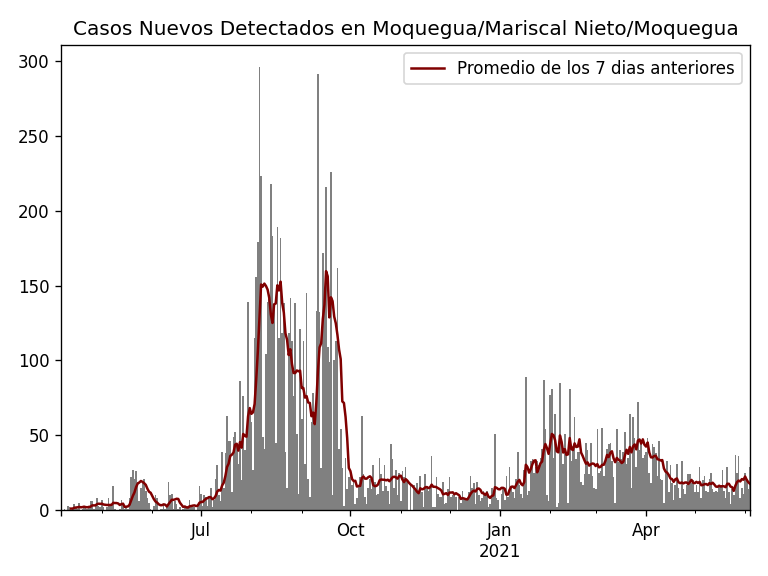 Casos Nuevos Detectados en Moquegua/Mariscal Nieto/Moquegua
Promedio de los 7 dias anteriores
300
250
200
150
100
50
0
Jul Oct Jan Apr
2021